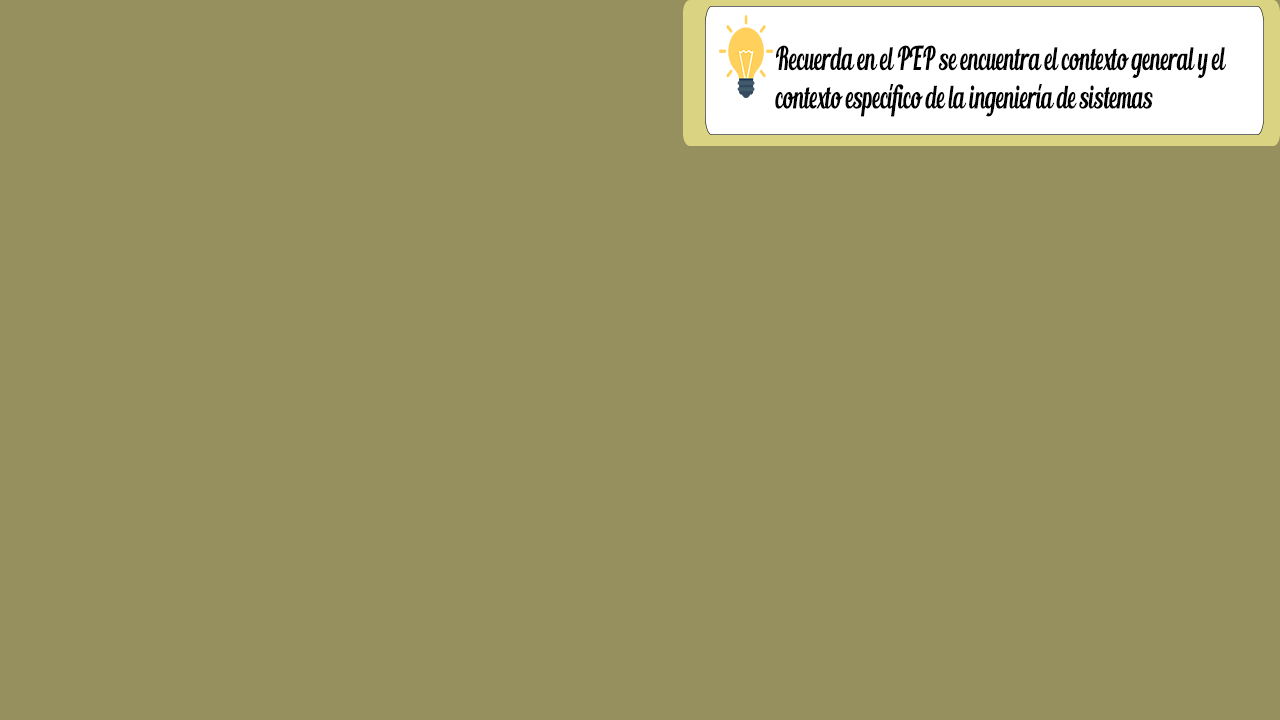 Recuerda en el PEP se encuentra el contexto general y el
contexto específico de la ingeniería de sistemas